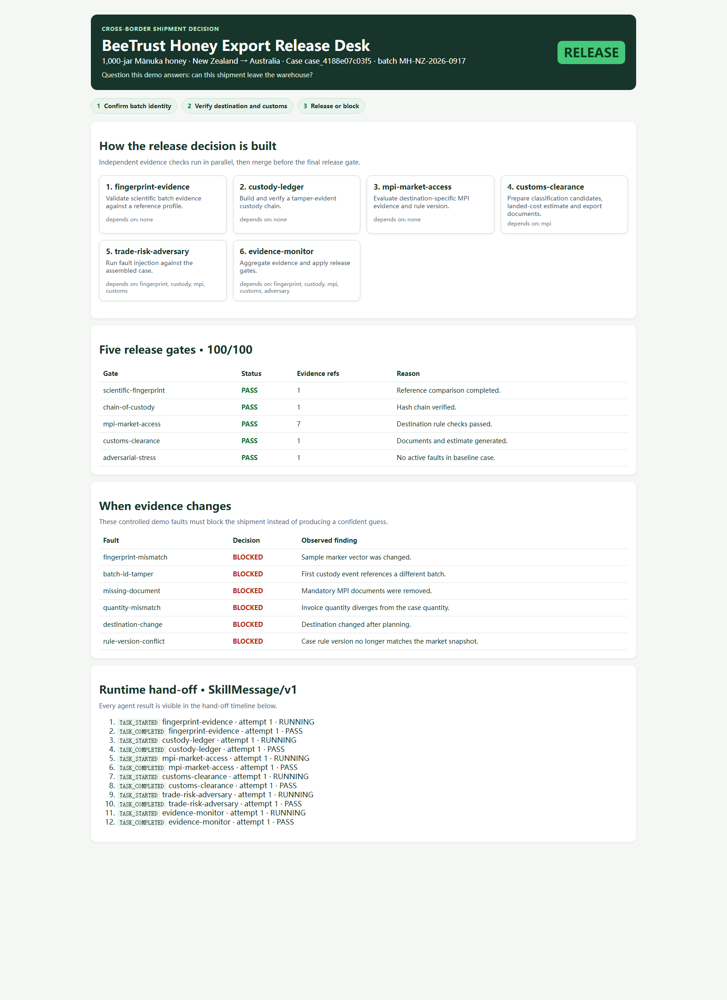 CROSS-BORDER SHIPMENT DECISION
BeeTrust Honey Export Release Desk
1,000-jar Mānuka honey · New Zealand → Australia · Case case_4188e07c03f5 · batch MH-NZ-2026-0917
Question this demo answers: can this shipment leave the warehouse?
RELEASE
1 Confirm batch identity
2 Verify destination and customs
3 Release or block
How the release decision is built
Independent evidence checks run in parallel, then merge before the final release gate.
1. fingerprint-evidence
Validate scientific batch evidence
against a reference profile.
depends on: none
2. custody-ledger
Build and verify a tamper-evident
custody chain.
depends on: none
3. mpi-market-access
Evaluate destination-specific MPI
evidence and rule version.
depends on: none
4. customs-clearance
Prepare classification candidates,
landed-cost estimate and export
documents.
depends on: mpi
5. trade-risk-adversary
Run fault injection against the
assembled case.
depends on: fingerprint, custody, mpi,
customs
6. evidence-monitor
Aggregate evidence and apply release
gates.
depends on: fingerprint, custody, mpi,
customs, adversary
Five release gates • 100/100
Gate Status Evidence refs Reason
scientific-fingerprint PASS 1 Reference comparison completed.
chain-of-custody PASS 1 Hash chain verified.
mpi-market-access PASS 7 Destination rule checks passed.
customs-clearance PASS 1 Documents and estimate generated.
adversarial-stress PASS 1 No active faults in baseline case.
When evidence changes
These controlled demo faults must block the shipment instead of producing a confident guess.
Fault Decision Observed finding
fingerprint-mismatch BLOCKED Sample marker vector was changed.
batch-id-tamper BLOCKED First custody event references a different batch.
missing-document BLOCKED Mandatory MPI documents were removed.
quantity-mismatch BLOCKED Invoice quantity diverges from the case quantity.
destination-change BLOCKED Destination changed after planning.
rule-version-conflict BLOCKED Case rule version no longer matches the market snapshot.
Runtime hand-off • SkillMessage/v1
Every agent result is visible in the hand-off timeline below.
1. TASK_STARTED fingerprint-evidence · attempt 1 · RUNNING
2. TASK_COMPLETED fingerprint-evidence · attempt 1 · PASS
3. TASK_STARTED custody-ledger · attempt 1 · RUNNING
4. TASK_COMPLETED custody-ledger · attempt 1 · PASS
5. TASK_STARTED mpi-market-access · attempt 1 · RUNNING
6. TASK_COMPLETED mpi-market-access · attempt 1 · PASS
7. TASK_STARTED customs-clearance · attempt 1 · RUNNING
8. TASK_COMPLETED customs-clearance · attempt 1 · PASS
9. TASK_STARTED trade-risk-adversary · attempt 1 · RUNNING
10. TASK_COMPLETED trade-risk-adversary · attempt 1 · PASS
11. TASK_STARTED evidence-monitor · attempt 1 · RUNNING
12. TASK_COMPLETED evidence-monitor · attempt 1 · PASS